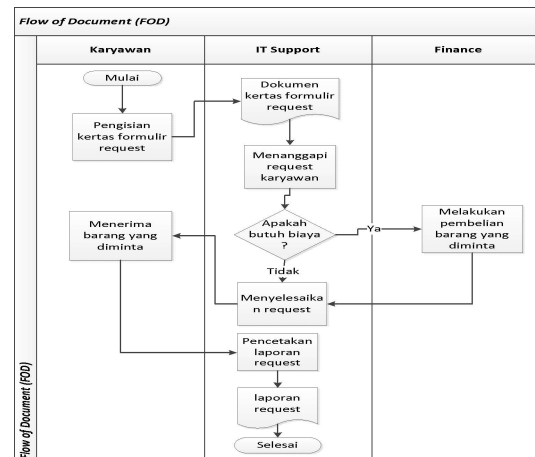 Flow of Document (FOD)
Karyawan
IT Support
Finance
Mulai
Pengisian
kertas formulir
request
Dokumen
kertas formulir
request
Menanggapi
request
karyawan
Apakah
butuh biaya
?
Ya
Melakukan
pembelian
barang yang
diminta
Tidak
Menyelesaika
n request
Menerima
barang yang
diminta
Pencetakan
laporan
request
laporan
request
Selesai
Flow of Document (FOD)